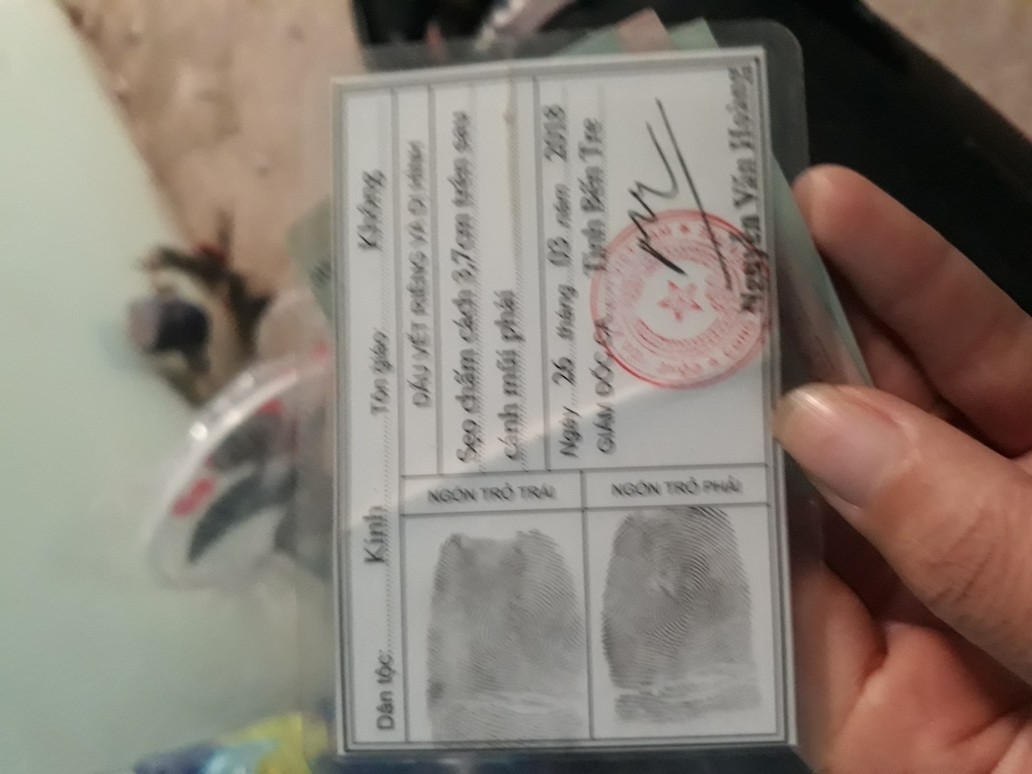 Dân tộc: Kinh Tôn giáo: Không
DẤU VẾT RIÊNG VÀ DỊ HÌNH
Sẹo chấm cách 3,7cm trên sau
cánh mũi phải
Ngày 26 tháng 03 năm 2018
GIÁM ĐỐC CA Tỉnh Bến Tre
Nguyễn Văn Hoàng
NGÓN TRỎ TRÁI
NGÓN TRỎ PHẢI